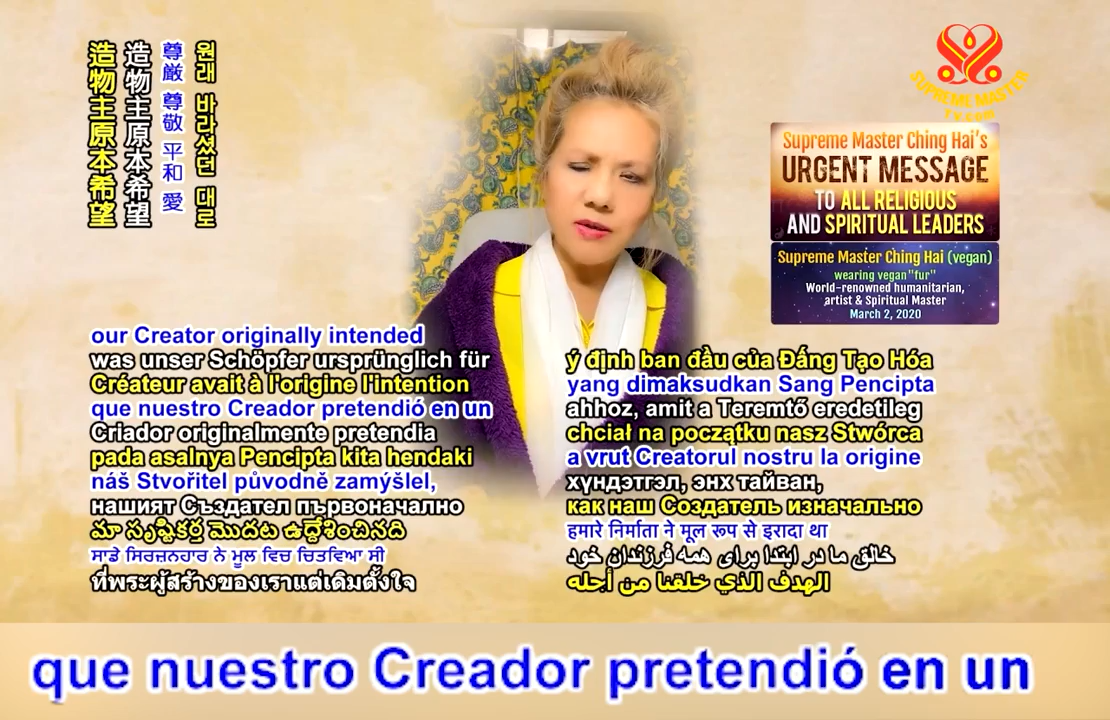 造物主原本希望
造物主原本希望
尊厳 尊敬 平和 愛
원래 바라셨던 대로
SUPREME MASTER
TV.COM
Supreme Master Ching Hai's
URGENT MESSAGE
TO ALL RELIGIOUS
AND SPIRITUAL LEADERS
Supreme Master Ching Hai (vegan)
wearing vegan "fur"
World-renowned humanitarian,
artist & Spiritual Master
March 2, 2020
our Creator originally intended
was unser Schöpfer ursprünglich für
Créateur avait à l'origine l'intention
que nuestro Creador pretendió en un
Criador originalmente pretendia
pada asalnya Pencipta kita hendaki
náš Stvořitel původně zamýšlel,
нашият Създател първоначално
మా సృష్టికర్త మొదట ఉద్దేశించినది
ਸਾਡੇ ਸਿਰਜ਼ਨਹਾਰ ਨੇ ਮੂਲ ਵਿਚ ਚਿਤਵਿਆ ਸੀ
ที่พระผู้สร้างของเราแต่เดิมตั้งใจ
ý định ban đầu của Đấng Tạo Hóa
yang dimaksudkan Sang Pencipta
ahhoz, amit a Teremtő eredetileg
chciał na początku nasz Stwórca
a vrut Creatorul nostru la origine
хүндэтгэл, энх тайван,
как наш Создатель изначально
हमारे निर्माता ने मूल रूप से इरादा था
خالق ما در ابتدا برای همه فرزندان خود
الهدف الذي خلقنا من أجله
que nuestro Creador pretendió en un